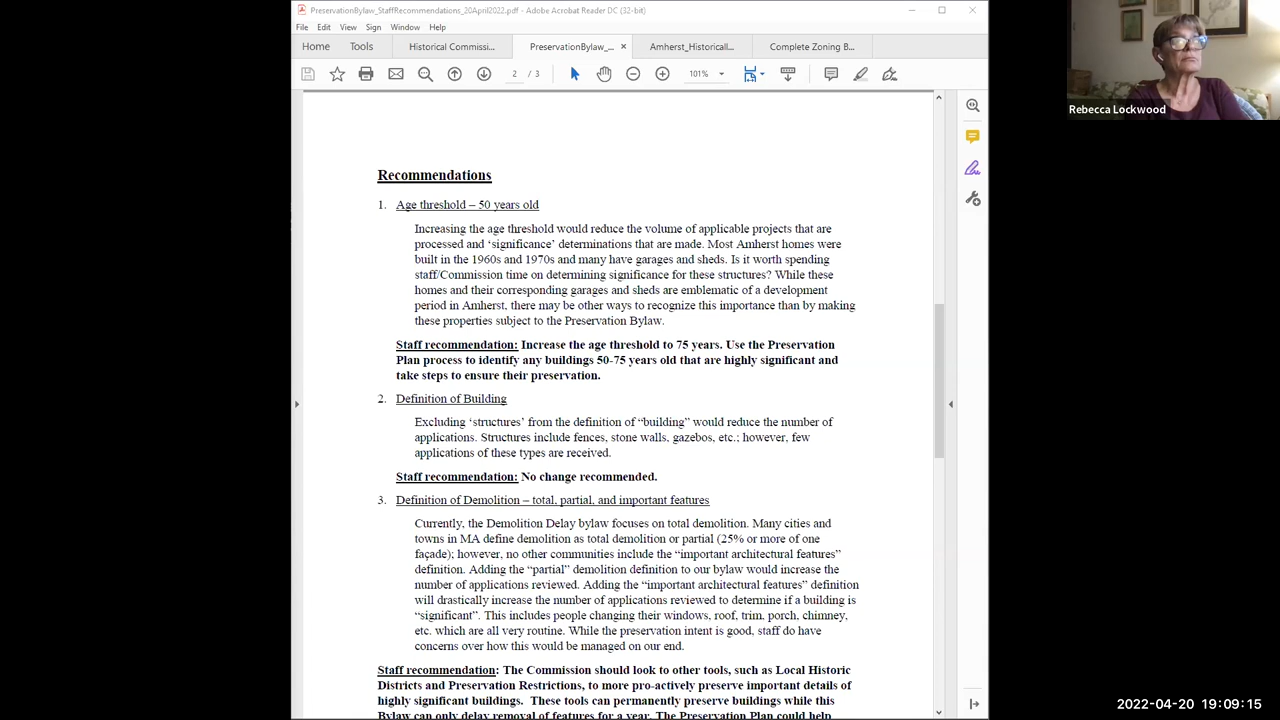 PreservationBylaw_StaffRecommendations_20April2022.pdf - Adobe Acrobat Reader DC (32-bit)
File Edit View Sign Window Help
Home Tools Historical Commissi... PreservationBylaw_... × Amherst_Historicall... Complete Zoning B...
2 / 3 101%
Recommendations
1. Age threshold – 50 years old
Increasing the age threshold would reduce the volume of applicable projects that are
processed and ‘significance’ determinations that are made. Most Amherst homes were
built in the 1960s and 1970s and many have garages and sheds. Is it worth spending
staff/Commission time on determining significance for these structures? While these
homes and their corresponding garages and sheds are emblematic of a development
period in Amherst, there may be other ways to recognize this importance than by making
these properties subject to the Preservation Bylaw.
Staff recommendation: Increase the age threshold to 75 years. Use the Preservation
Plan process to identify any buildings 50-75 years old that are highly significant and
take steps to ensure their preservation.
2. Definition of Building
Excluding ‘structures’ from the definition of “building” would reduce the number of
applications. Structures include fences, stone walls, gazebos, etc.; however, few
applications of these types are received.
Staff recommendation: No change recommended.
3. Definition of Demolition – total, partial, and important features
Currently, the Demolition Delay bylaw focuses on total demolition. Many cities and
towns in MA define demolition as total demolition or partial (25% or more of one
façade); however, no other communities include the “important architectural features”
definition. Adding the “partial” demolition definition to our bylaw would increase the
number of applications reviewed. Adding the “important architectural features” definition
will drastically increase the number of applications reviewed to determine if a building is
“significant”. This includes people changing their windows, roof, trim, porch, chimney,
etc. which are all very routine. While the preservation intent is good, staff do have
concerns over how this would be managed on our end.
Staff recommendation: The Commission should look to other tools, such as Local Historic
Districts and Preservation Restrictions, to more pro-actively preserve important details of
highly significant buildings. These tools can permanently preserve buildings while this
Bylaw can only delay removal of features for a year. The Preservation Plan could help
Rebecca Lockwood
2022-04-20 19:09:15